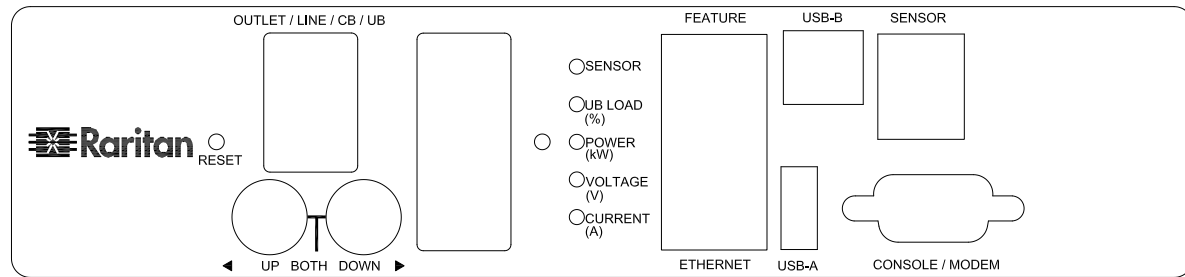 OUTLET / LINE / CB / UB
FEATURE
USB-B
SENSOR
Raritan
RESET
SENSOR
UB LOAD
(%)
POWER
(kW)
VOLTAGE
(V)
CURRENT
(A)
UP BOTH DOWN
ETHERNET
USB-A
CONSOLE / MODEM